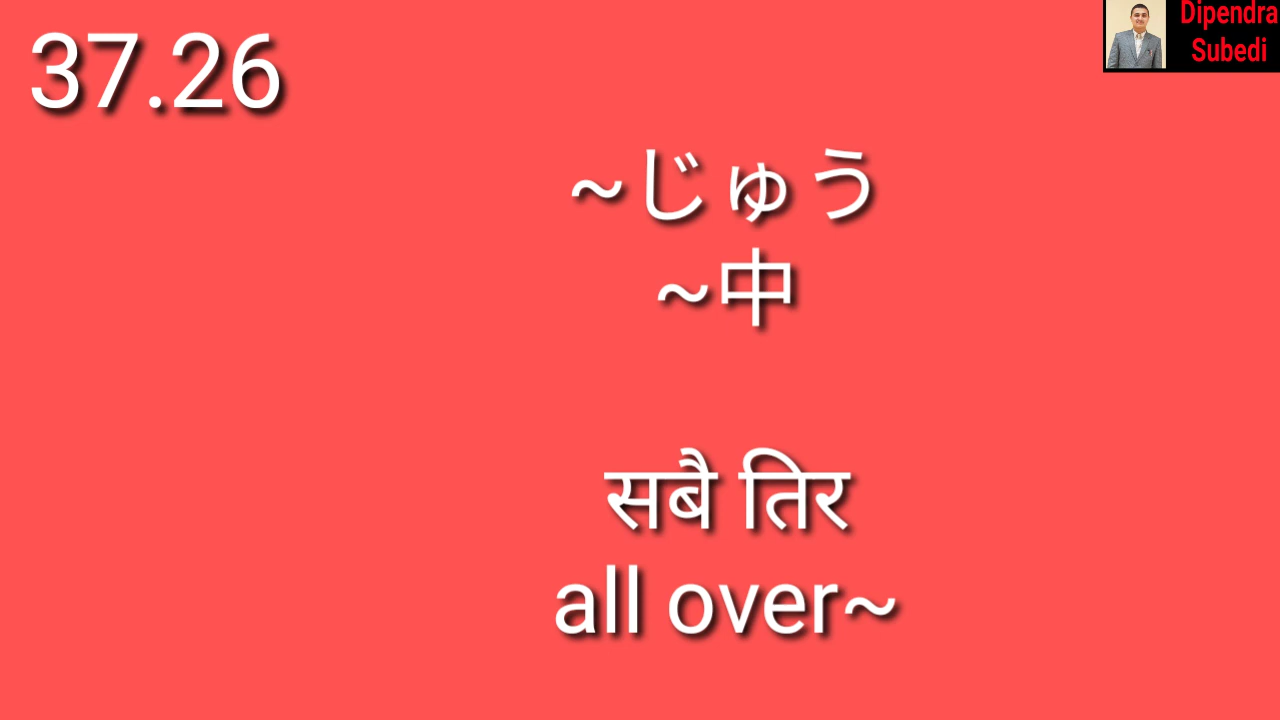 37.26
Dipendra
Subedi
~じゅう
~中
सबै तिर
all over~